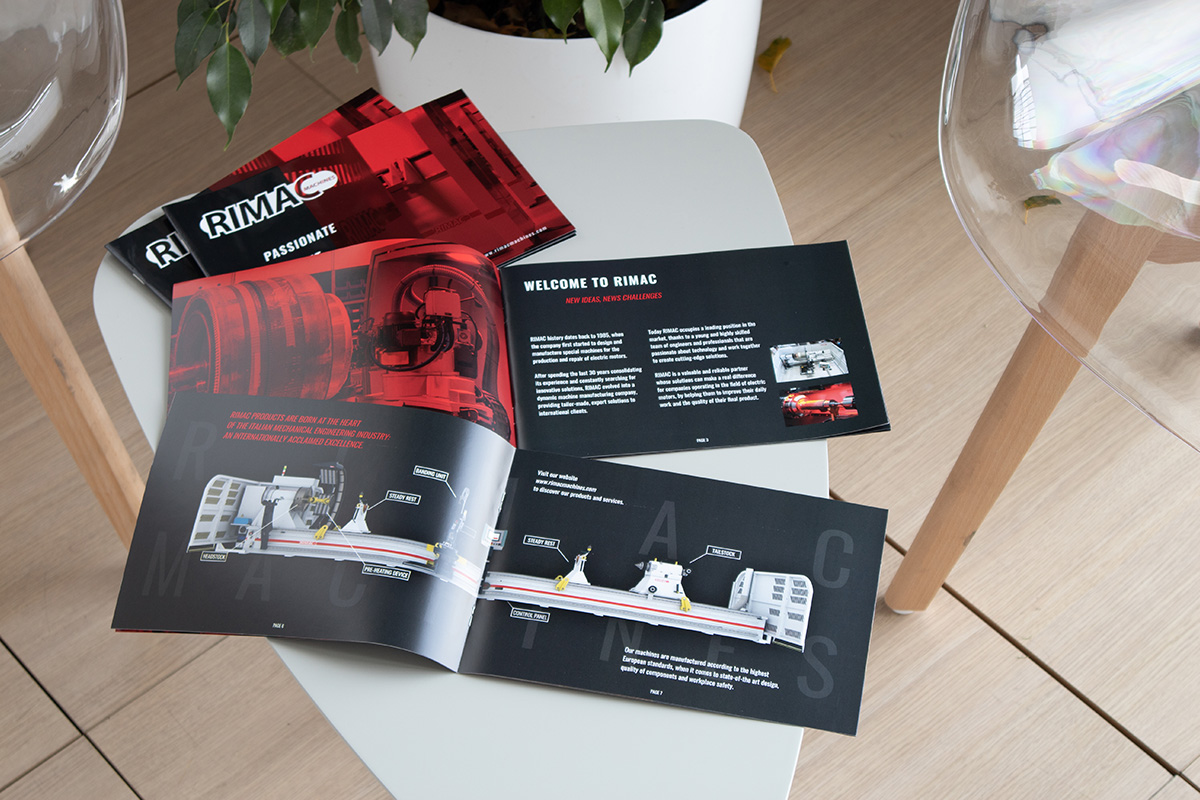 RIMAC
MACHINES
PASSIONATE
www.rimacmachines.com
RI
WELCOME TO RIMAC
NEW IDEAS, NEWS CHALLENGES
RIMAC history dates back to 1985, when
the company first started to design and
manufacture special machines for the
production and repair of electric motors.
After spending the last 30 years consolidating
its experience and constantly searching for
innovative solutions, RIMAC evolved into a
dynamic machine manufacturing company,
providing tailor-made, expert solutions to
international clients.
Today RIMAC occupies a leading position in the
market, thanks to a young and highly skilled
team of engineers and professionals that are
passionate about technology and work together
to create cutting-edge solutions.
RIMAC is a valuable and reliable partner
whose solutions can make a real difference
for companies operating in the field of electric
motors, by helping them to improve their daily
work and the quality of their final product.
PAGE 3
RIMAC PRODUCTS ARE BORN AT THE HEART
OF THE ITALIAN MECHANICAL ENGINEERING INDUSTRY:
AN INTERNATIONALLY ACCLAIMED EXCELLENCE.
BANDING UNIT
STEADY REST
HEADSTOCK
PRE-HEATING DEVICE
PAGE 6
Visit our website
www.rimacmachines.com
to discover our products and services.
STEADY REST
TAILSTOCK
CONTROL PANEL
Our machines are manufactured according to the highest
European standards, when it comes to state-of-the art design,
quality of components and workplace safety.
PAGE 7
R I
A C
M A C
I N E S